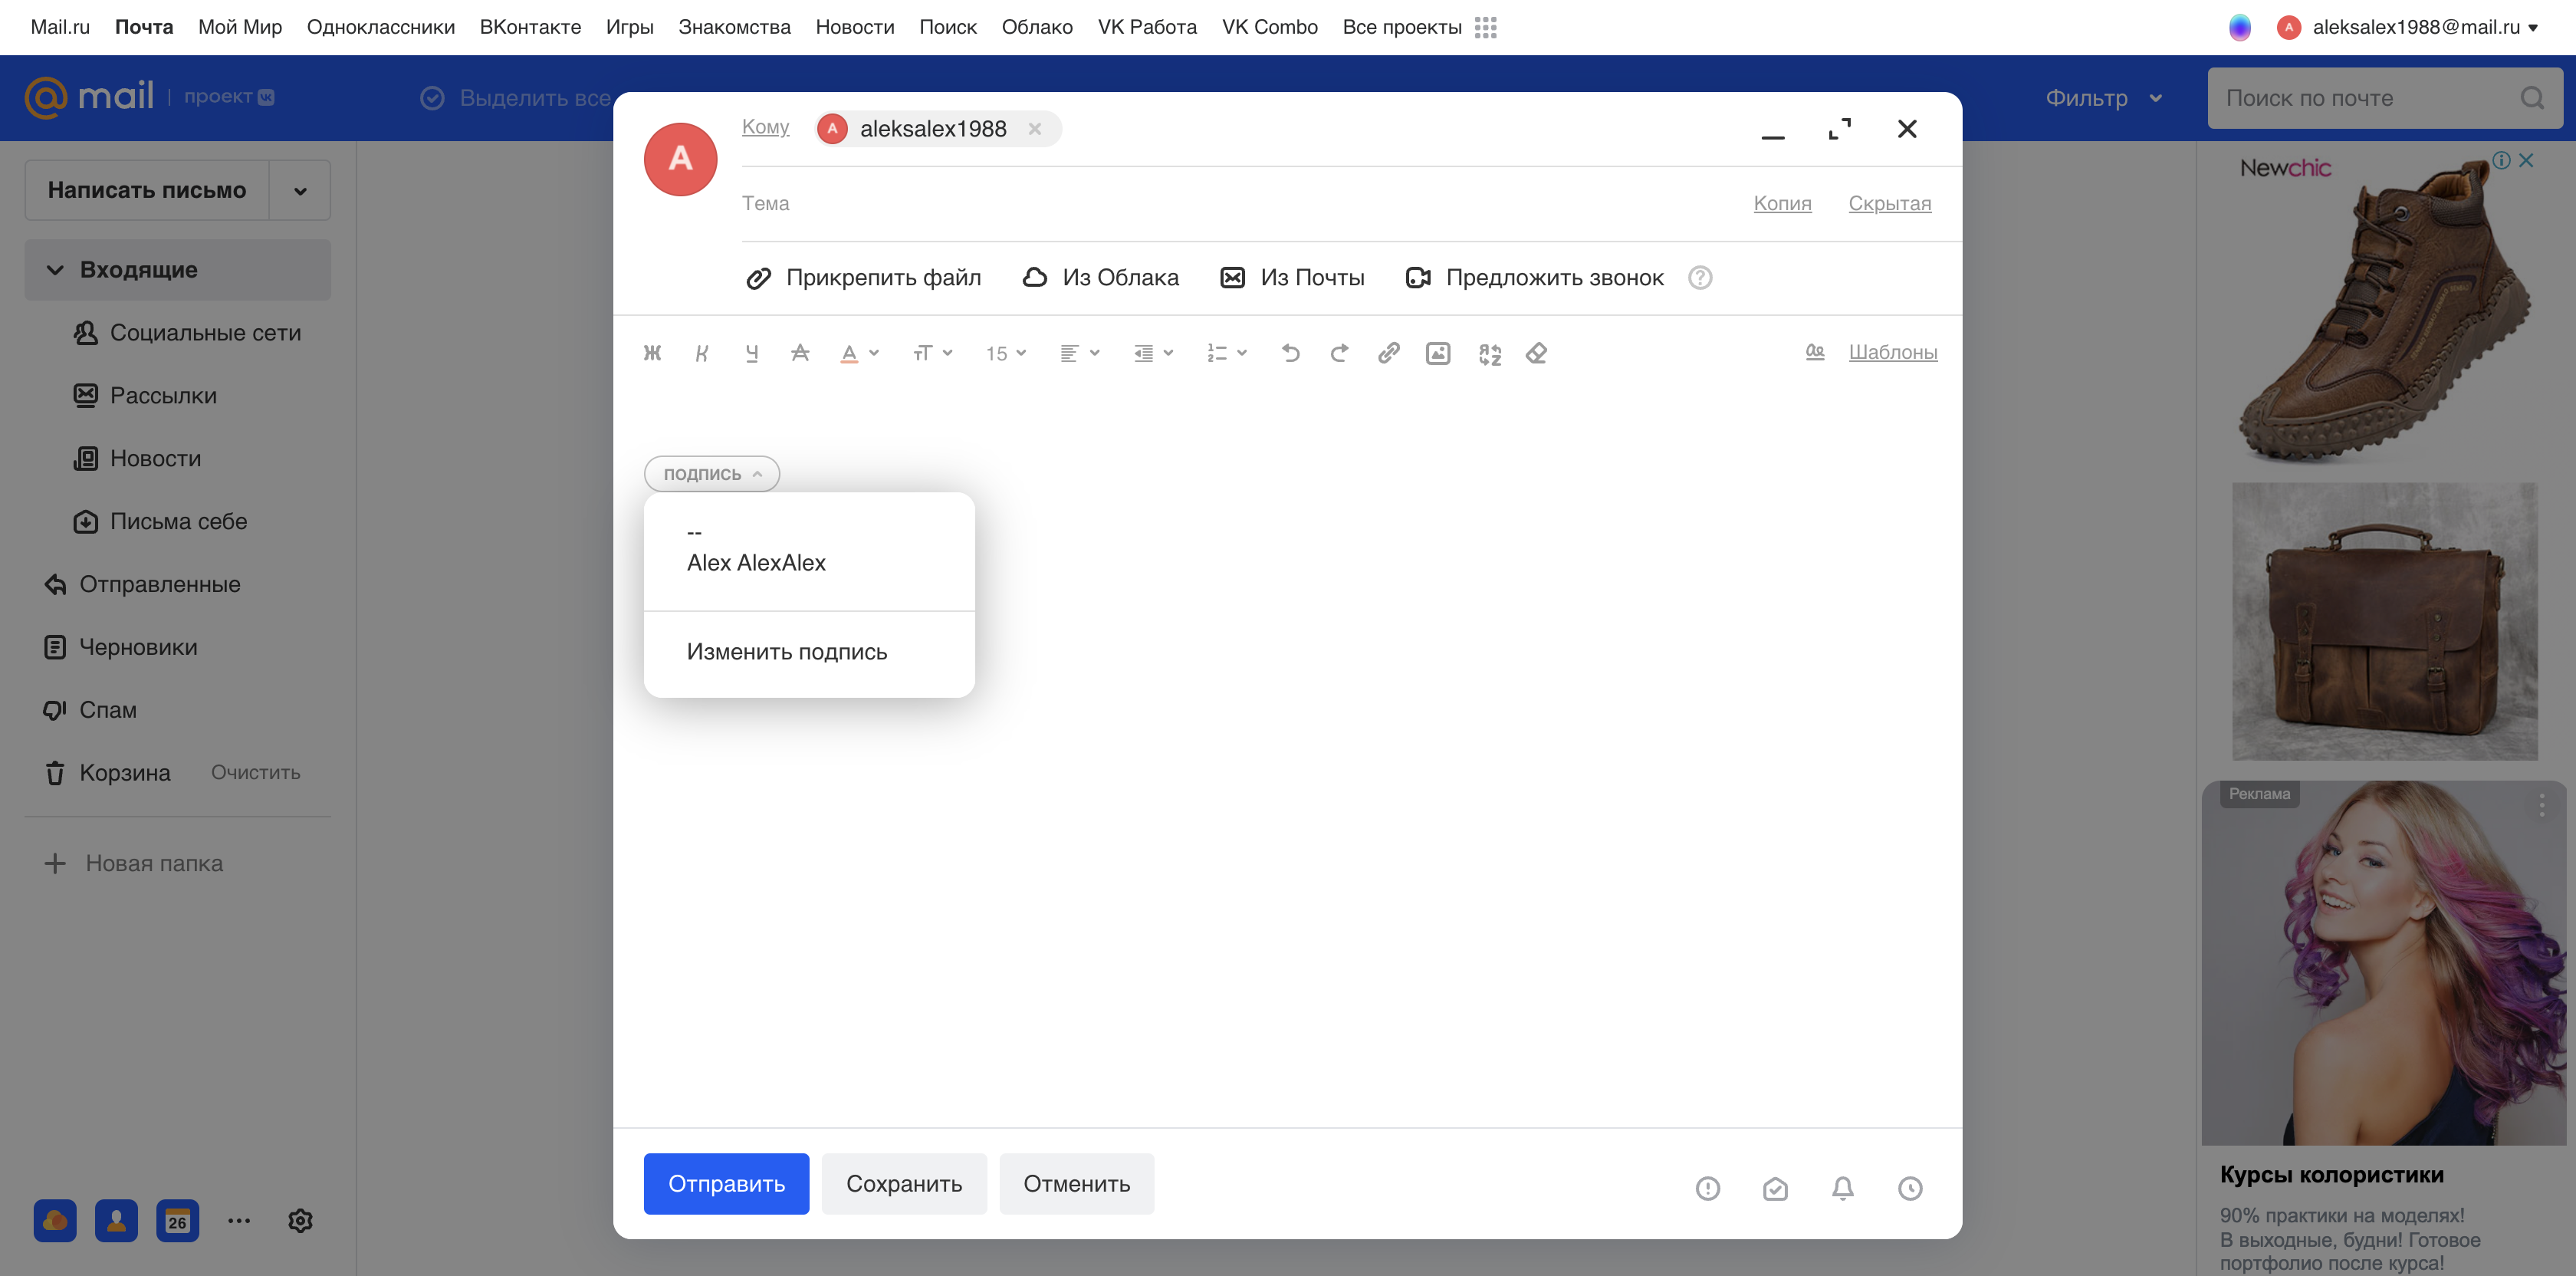 Mail.ru Почта Мой Мир Одноклассники ВКонтакте Игры Знакомства Новости Поиск Облако VK Работа VK Combo Все проекты
A aleksalex1988@mail.ru
@mail | проект VK
Выделить все
Фильтр
Поиск по почте
Написать письмо
Входящие
Социальные сети
Рассылки
Новости
Письма себе
Отправленные
Черновики
Спам
Корзина Очистить
Новая папка
26
A
Кому A aleksalex1988
Тема Копия Скрытая
Прикрепить файл Из Облака Из Почты Предложить звонок ?
Ж К Ч A A тТ 15 Шаблоны
ПОДПИСЬ
--
Alex AlexAlex
Изменить подпись
Отправить Сохранить Отменить
Newchic
Реклама
Курсы колористики
90% практики на моделях!
В выходные, будни! Готовое
портфолио после курса!